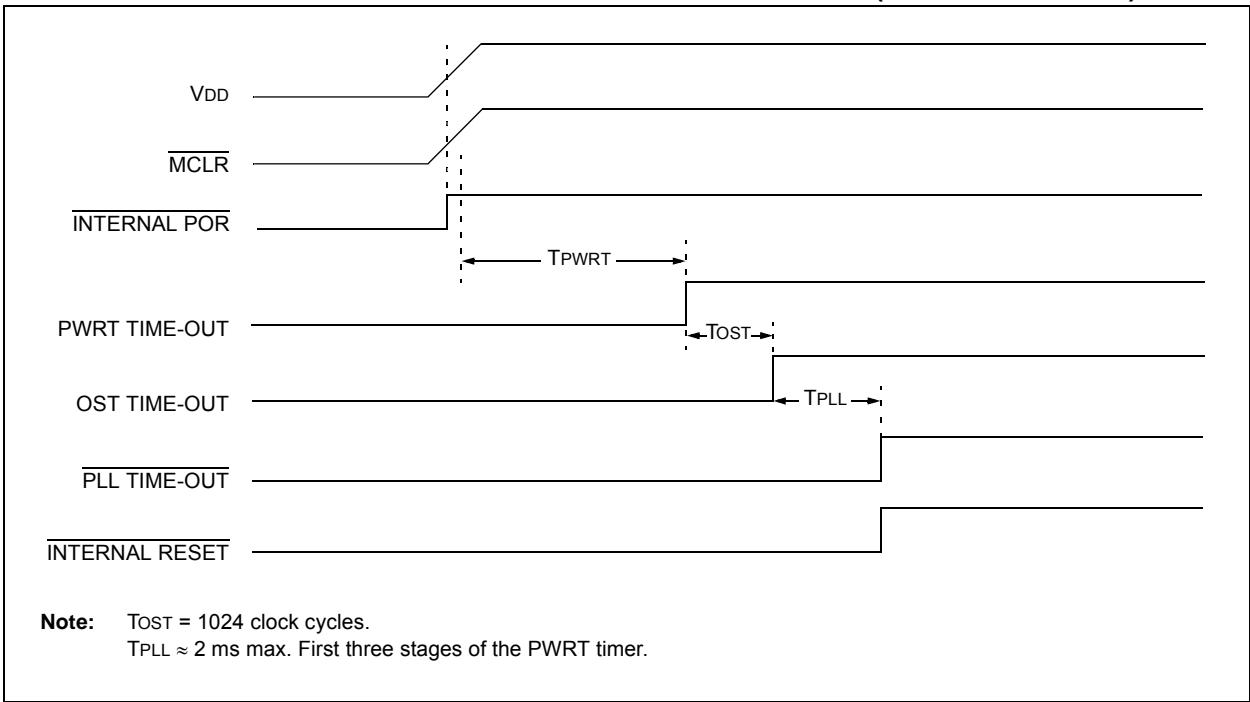 VDD
MCLR
INTERNAL POR
TPWRT
PWRT TIME-OUT
TOST
OST TIME-OUT
TPLL
PLL TIME-OUT
INTERNAL RESET
Note: TOST = 1024 clock cycles.
TPLL ≈ 2 ms max. First three stages of the PWRT timer.